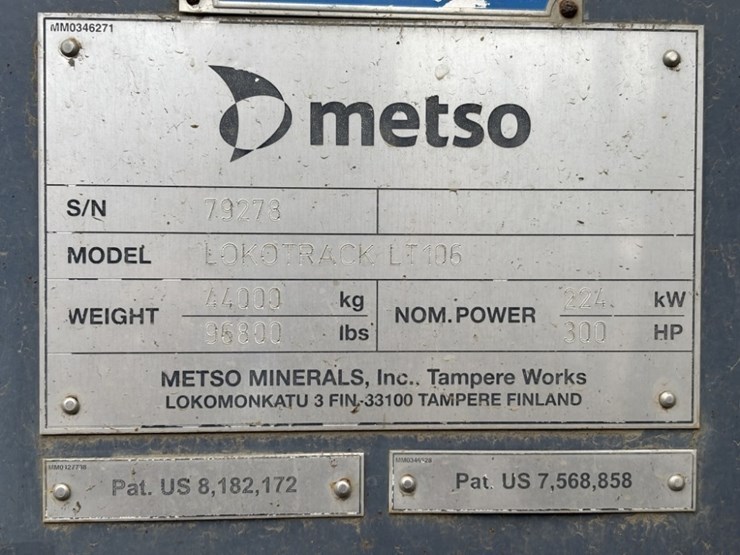 MM0346271
metso
S/N 79278
MODEL LOKOTRACK LT106
WEIGHT 44000 kg NOM. POWER 224 kW
96800 lbs 300 HP
METSO MINERALS, Inc., Tampere Works
LOKOMONKATU 3 FIN-33100 TAMPERE FINLAND
Pat. US 8,182,172
Pat. US 7,568,858